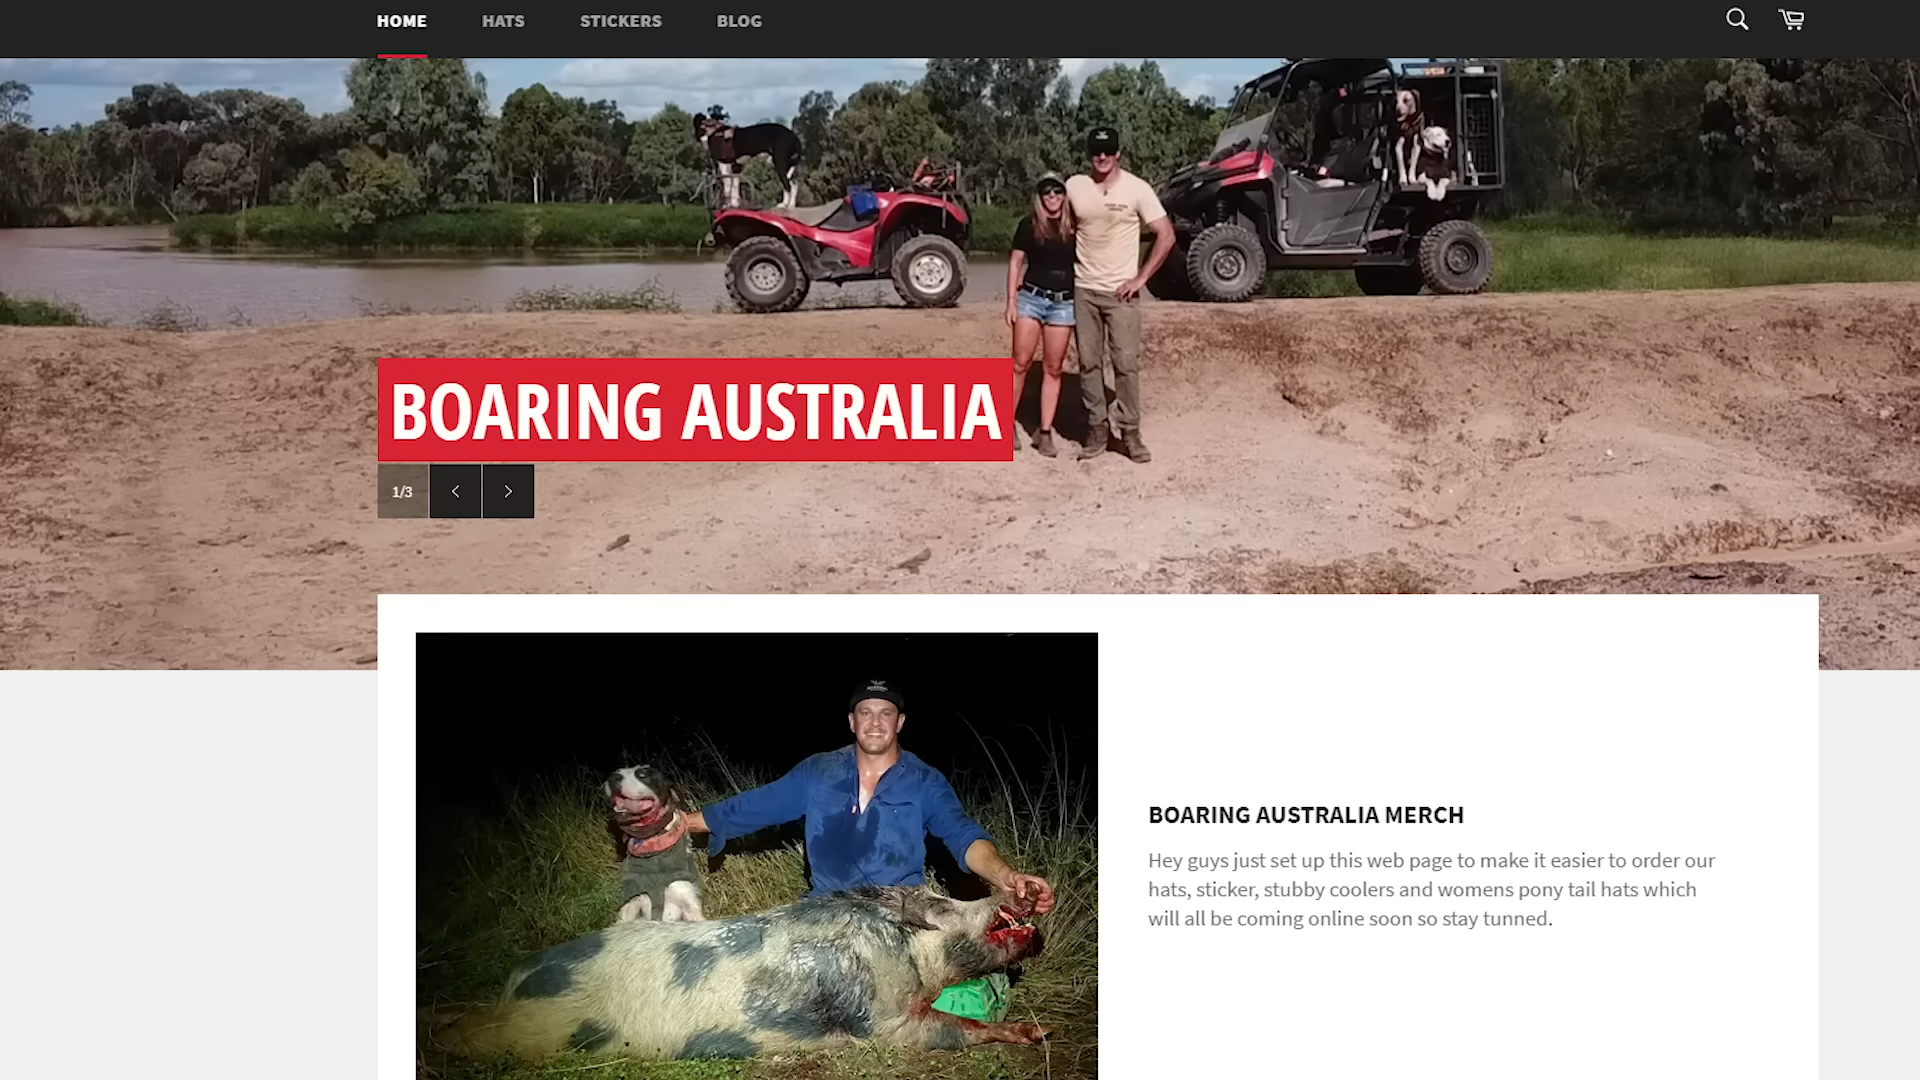 HOME HATS STICKERS BLOG
BOARING AUSTRALIA
1/3
BOARING AUSTRALIA MERCH
Hey guys just set up this web page to make it easier to order our
hats, sticker, stubby coolers and womens pony tail hats which
will all be coming online soon so stay tunned.